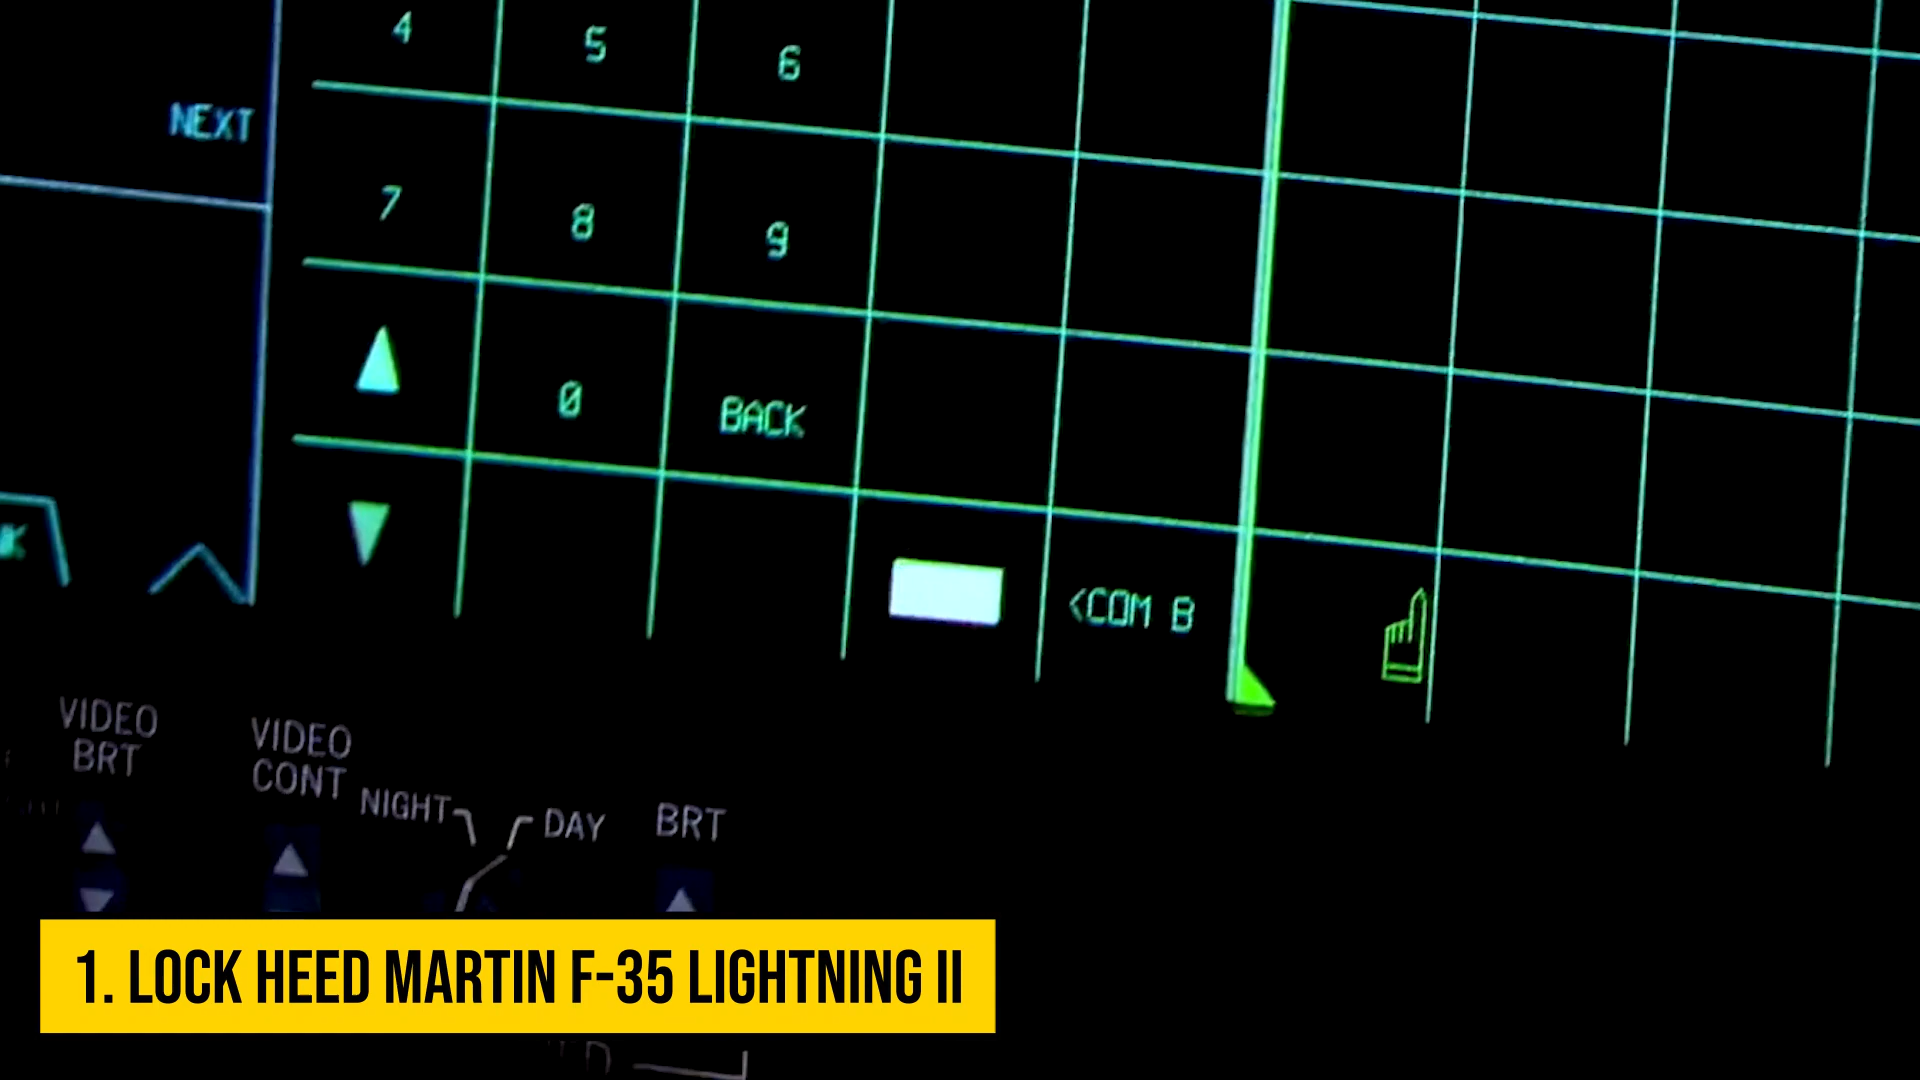 4 5 6
NEXT
7 8 9
0 BACK
<COM B
VIDEO
BRT
VIDEO
CONT
NIGHT
DAY
BRT
1. LOCK HEED MARTIN F-35 LIGHTNING II